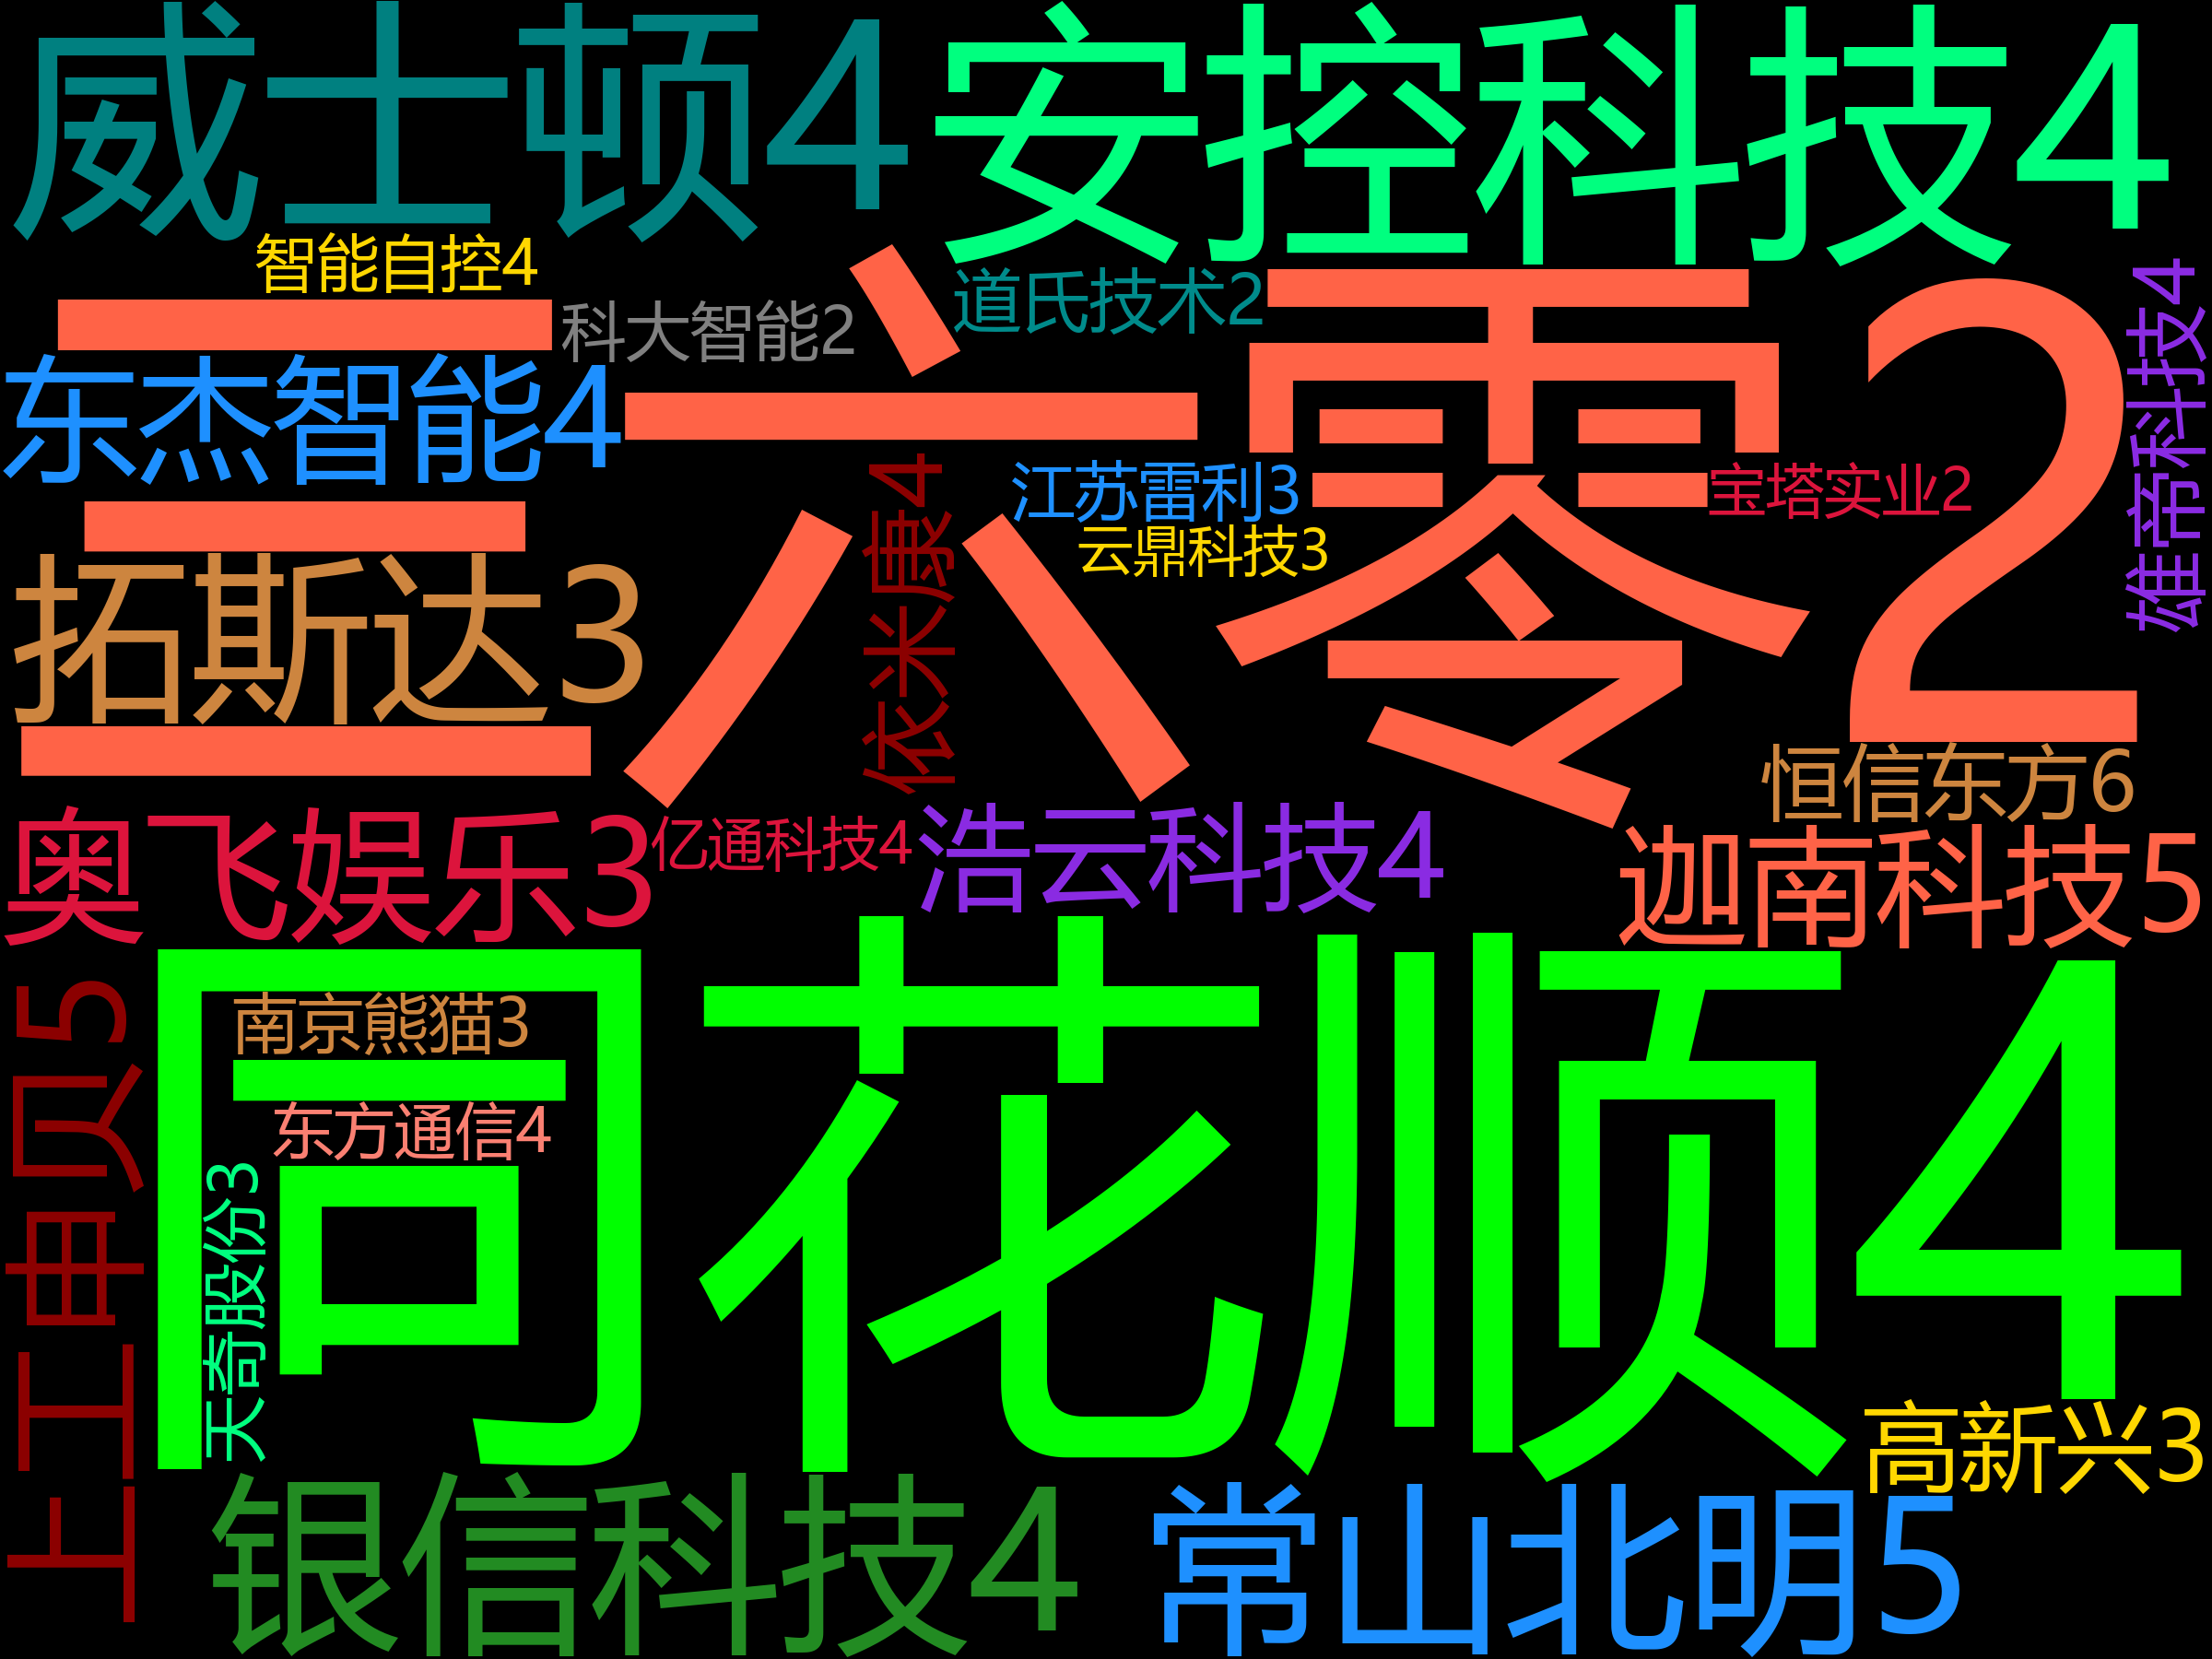 威士顿4
安控科技4
智能自控4
科大智能2
道氏技术2
三六零2
雄帝科技4
东杰智能4
江苏雷利3
宝塔实业2
云鼎科技3
拓斯达3
依米康4
恒信东方6
奥飞娱乐3
亿通科技4
浩云科技4
迦南科技5
上工申贝5
同花顺4
南京熊猫3
东方通信4
天奇股份3
高新兴3
银信科技4
常山北明5